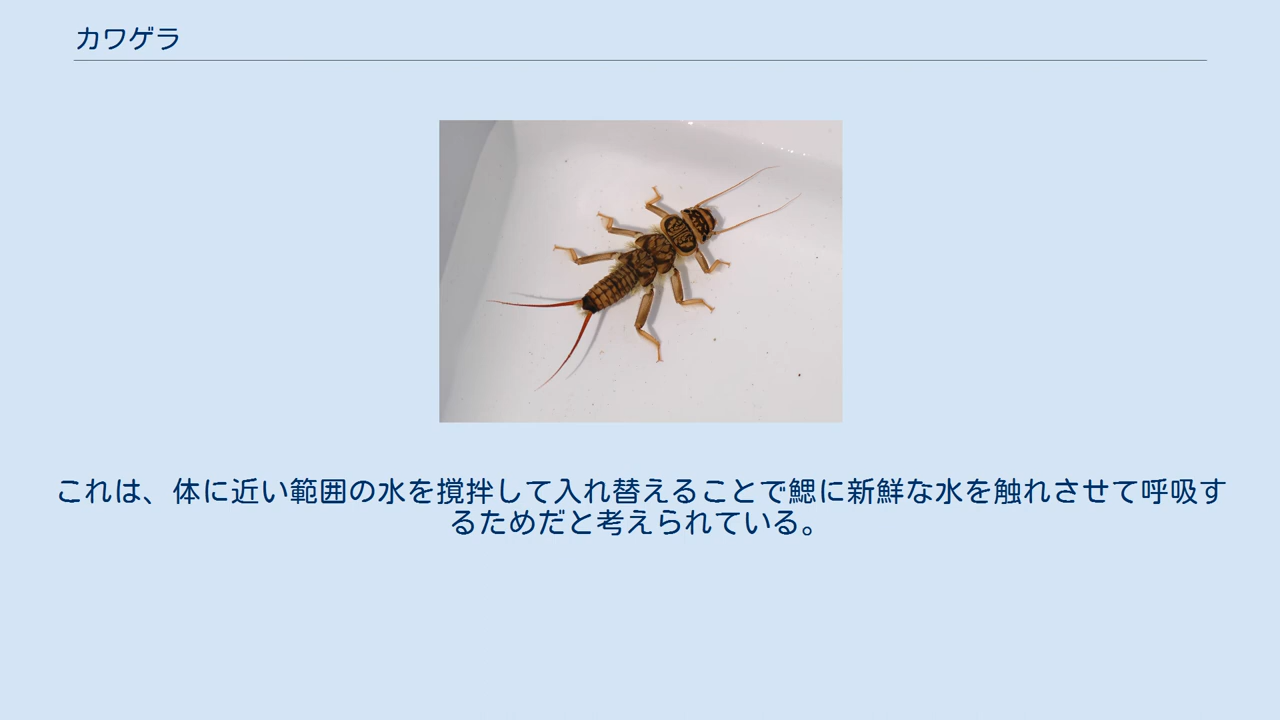 カワゲラ
これは、体に近い範囲の水を撹拌して入れ替えることで鰓に新鮮な水を触れさせて呼吸す
るためだと考えられている。